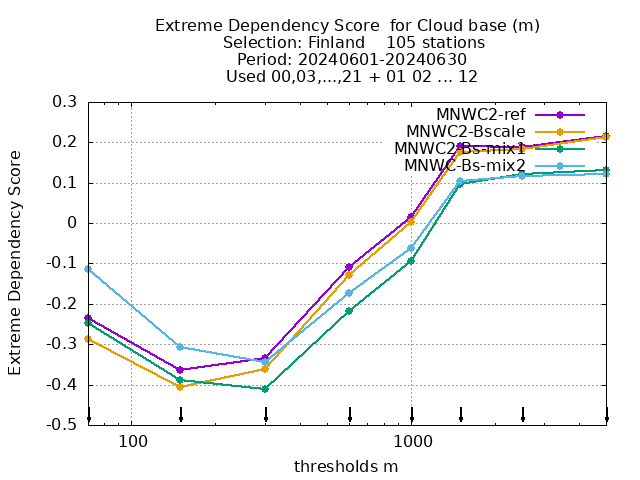 Extreme Dependency Score  for Cloud base (m)
Selection: Finland    105 stations
Period: 20240601-20240630
Used 00,03,...,21 + 01 02 ... 12
Extreme Dependency Score
0.3
0.2
0.1
0
-0.1
-0.2
-0.3
-0.4
-0.5
MNWC2-ref
MNWC2-Bscale
MNWC2-Bs-mix1
MNWC-Bs-mix2
100
1000
thresholds m